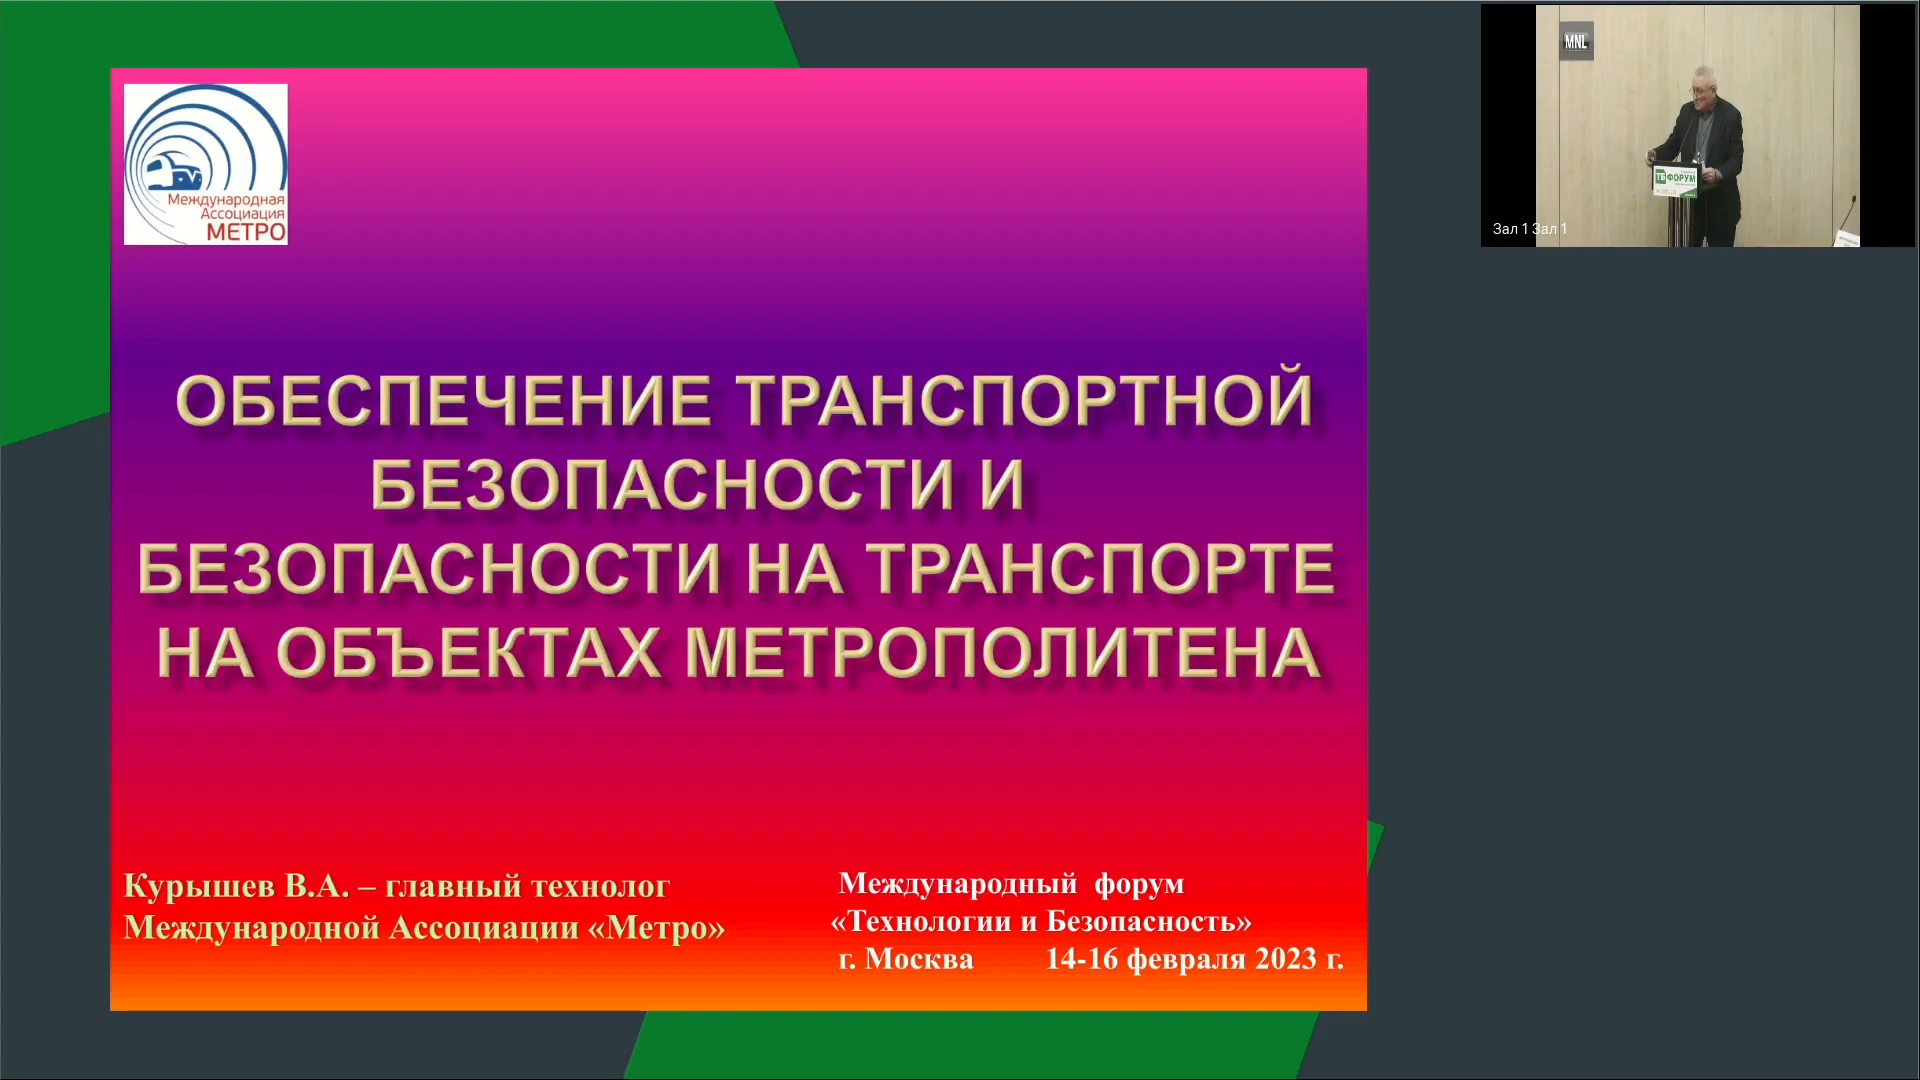 Международная
Ассоциация
МЕТРО
ОБЕСПЕЧЕНИЕ ТРАНСПОРТНОЙ
БЕЗОПАСНОСТИ И
БЕЗОПАСНОСТИ НА ТРАНСПОРТЕ
НА ОБЪЕКТАХ МЕТРОПОЛИТЕНА
Курышев В.А. – главный технолог
Международной Ассоциации «Метро»
Международный форум
«Технологии и Безопасность»
г. Москва 14-16 февраля 2023 г.
MNL
ТБ ФОРУМ
Зал 1 Зал 1